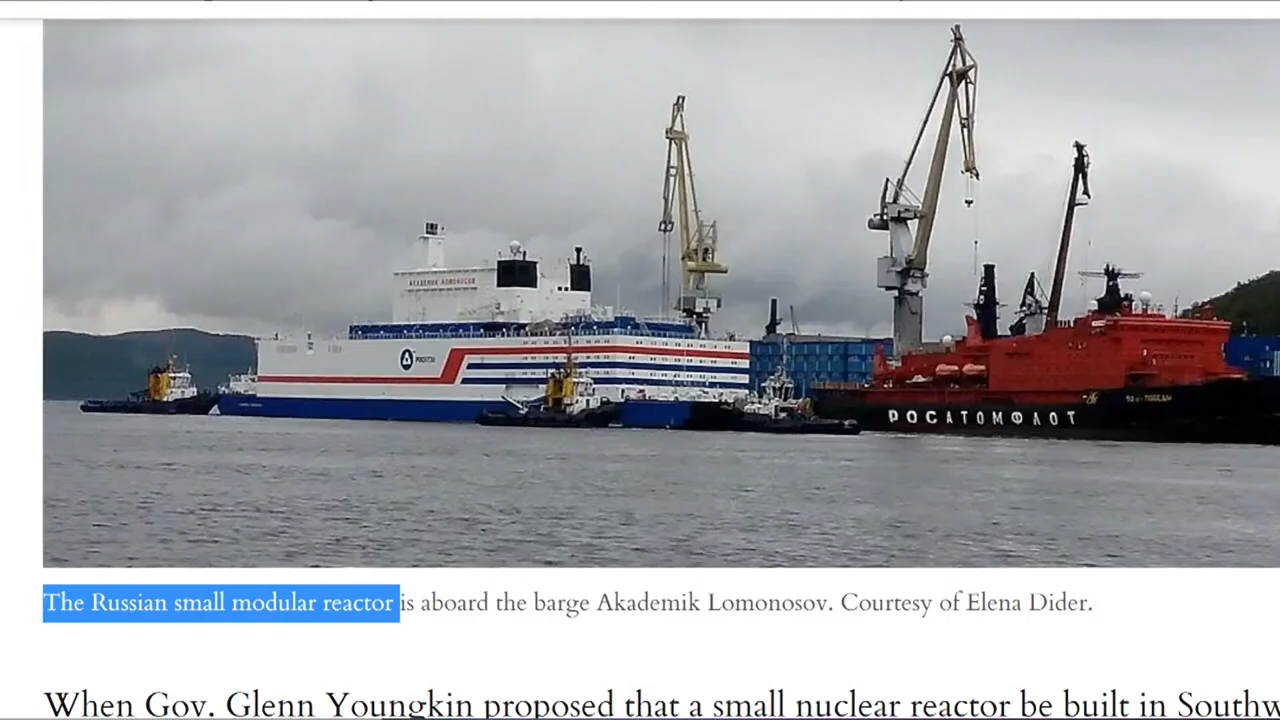 АКАДЕМИК ЛОМОНОСОВ
РОСАТОМ
РОСАТОМФЛОТ
The Russian small modular reactor is aboard the barge Akademik Lomonosov. Courtesy of Elena Dider.
When Gov. Glenn Youngkin proposed that a small nuclear reactor be built in Southw